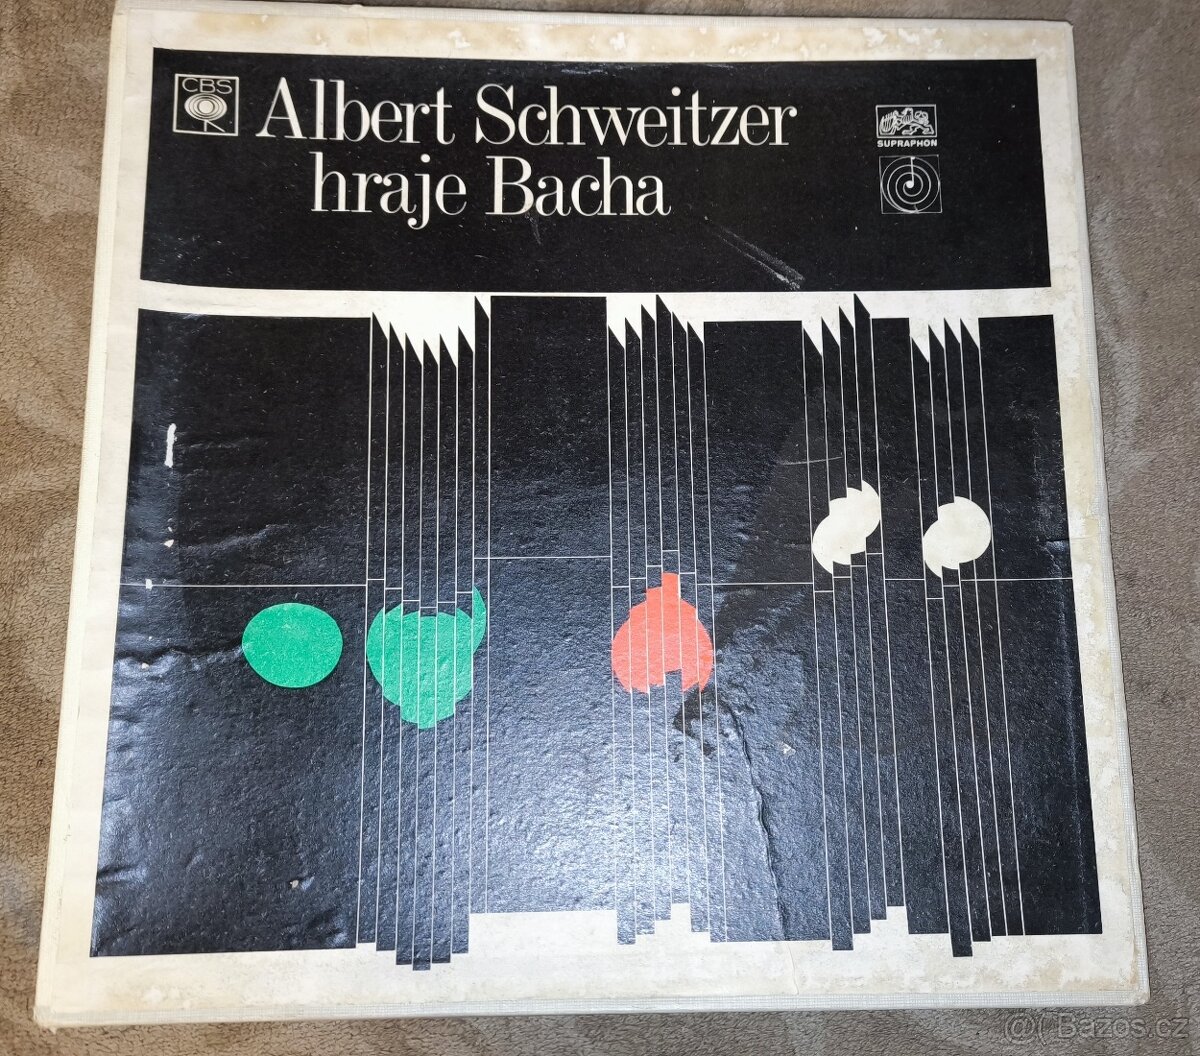 CBS
Albert Schweitzer
hraje Bacha
SUPRAPHON
@( Bazos.cz